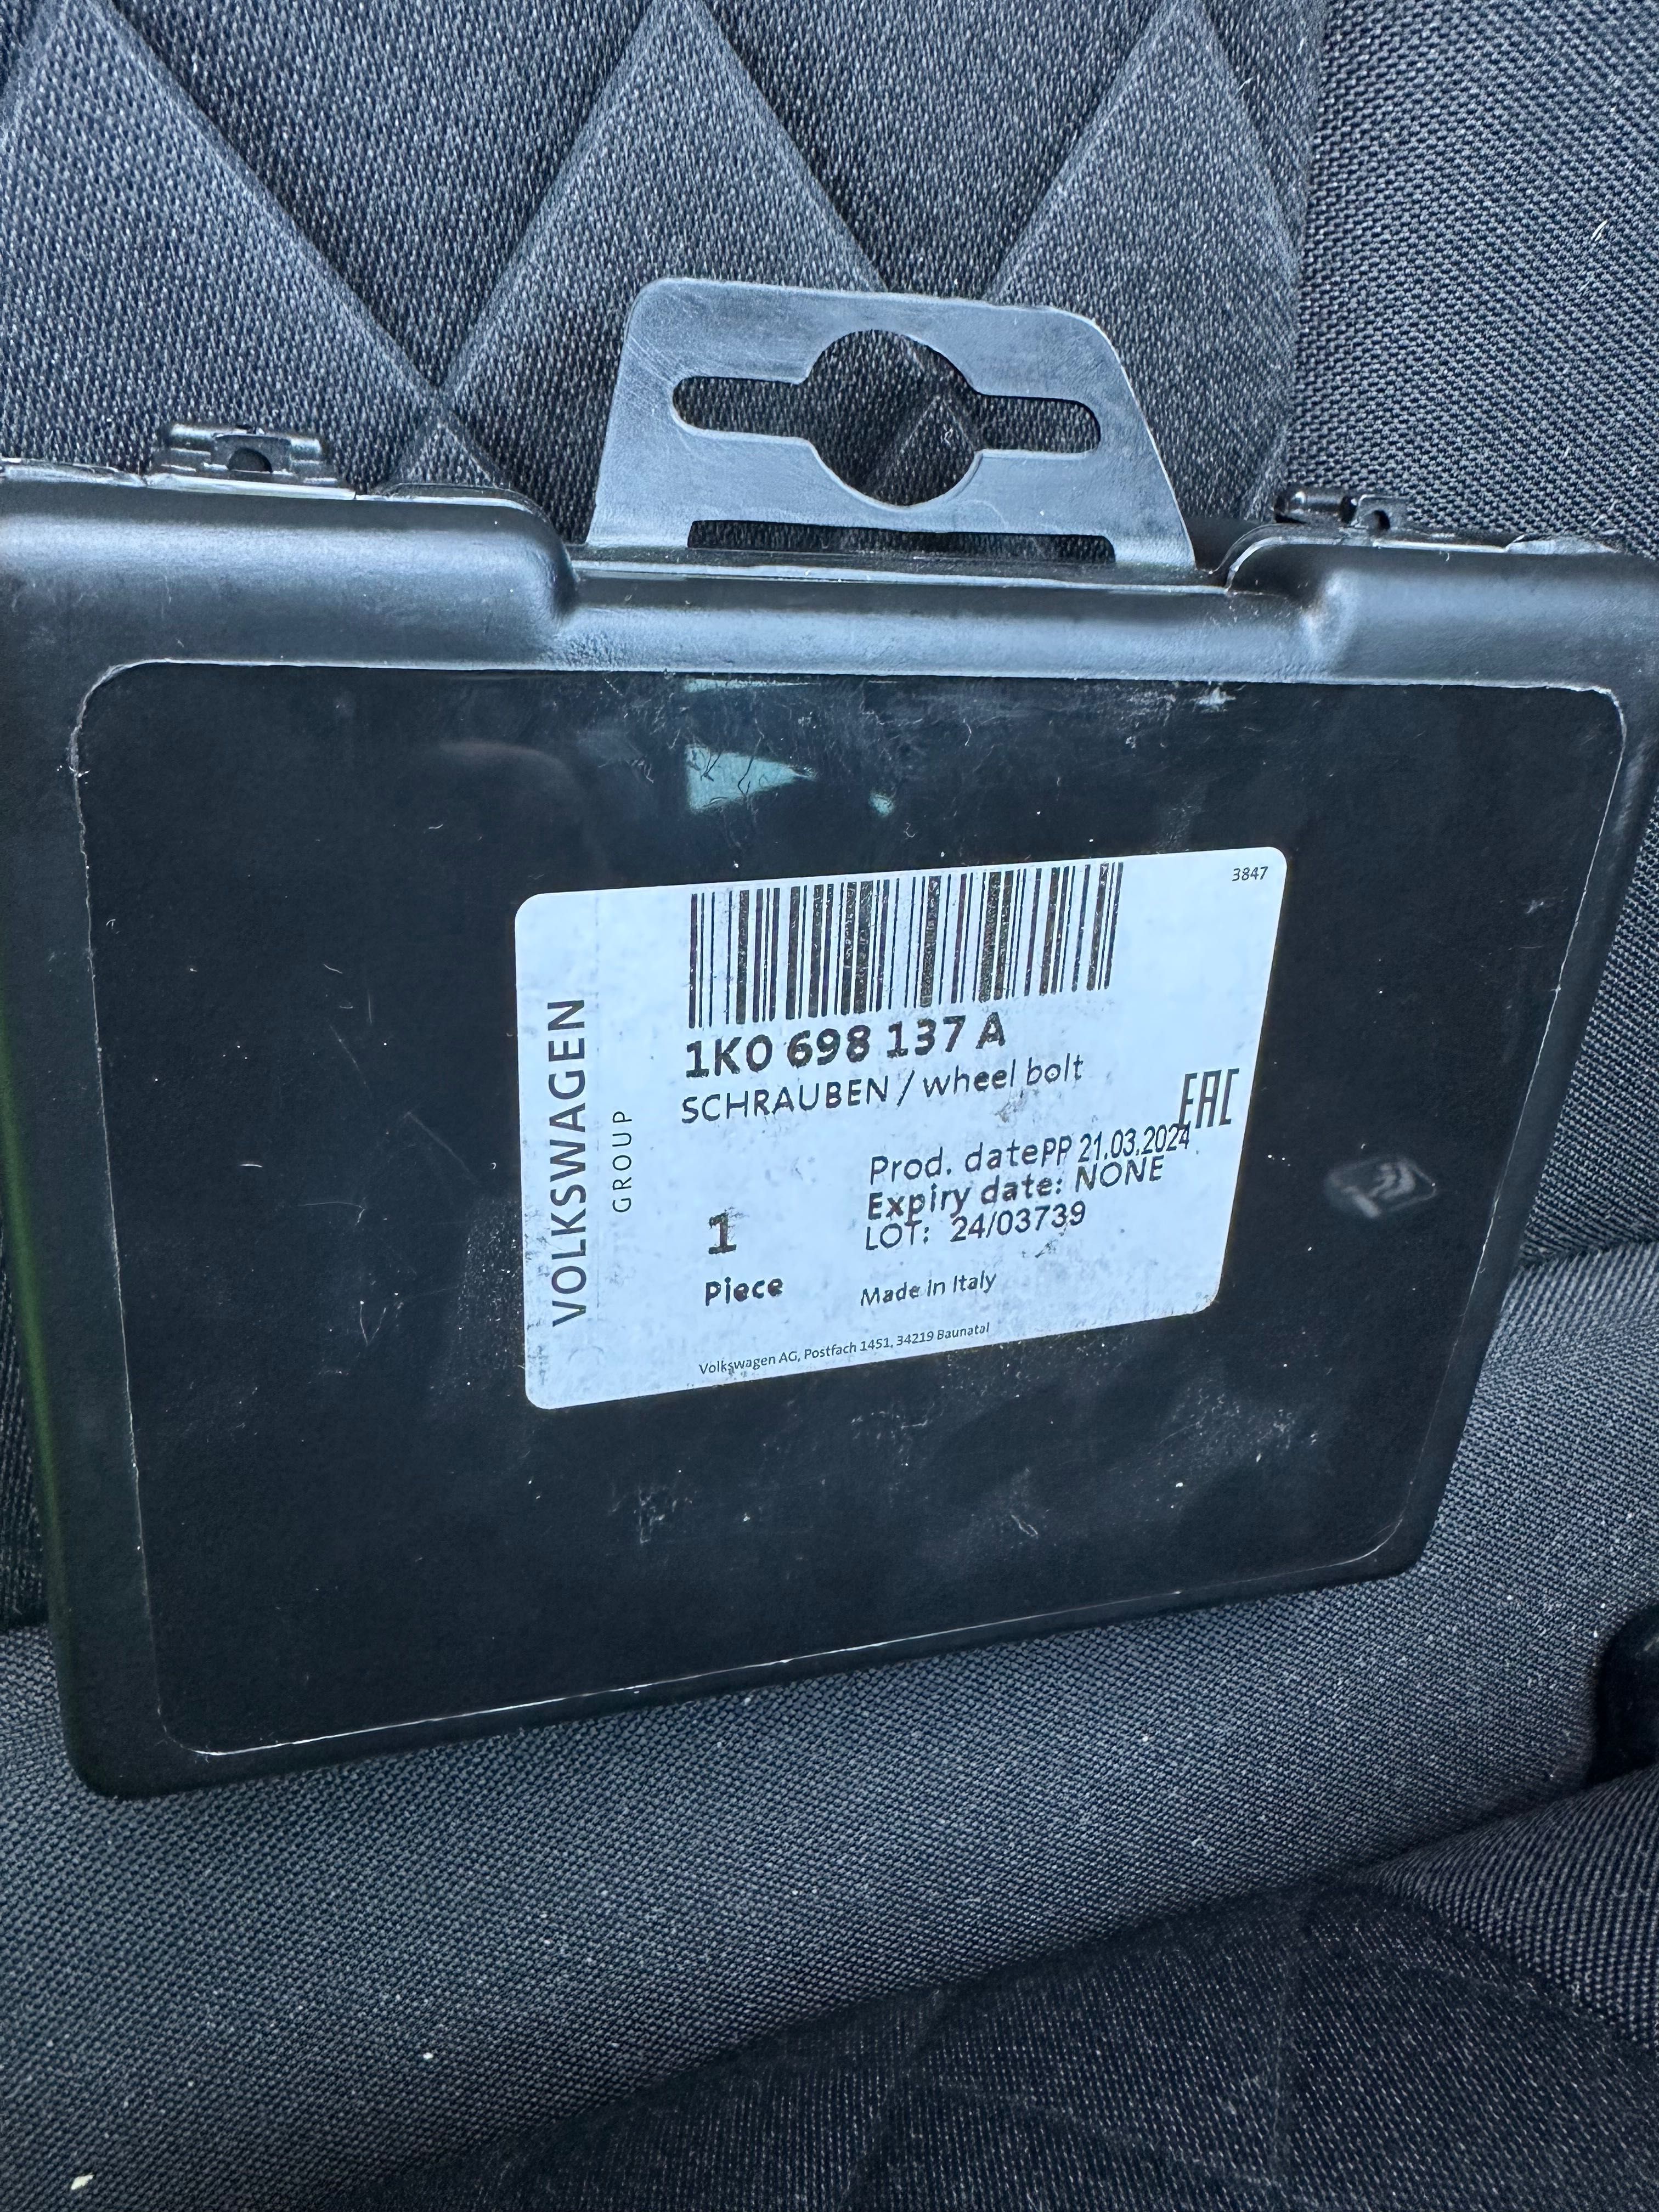 3847
1K0 698 137 A
SCHRAUBEN / wheel bolt
EAC
Prod. datePP 21.03.2024
Expiry date: NONE
LOT: 24/03739
1
Piece
Made in Italy
Volkswagen AG, Postfach 1451, 34219 Baunatal
VOLKSWAGEN
GROUP